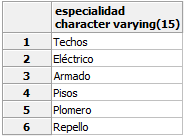 especialidad
character varying(15)
1 Techos
2 Eléctrico
3 Armado
4 Pisos
5 Plomero
6 Repello